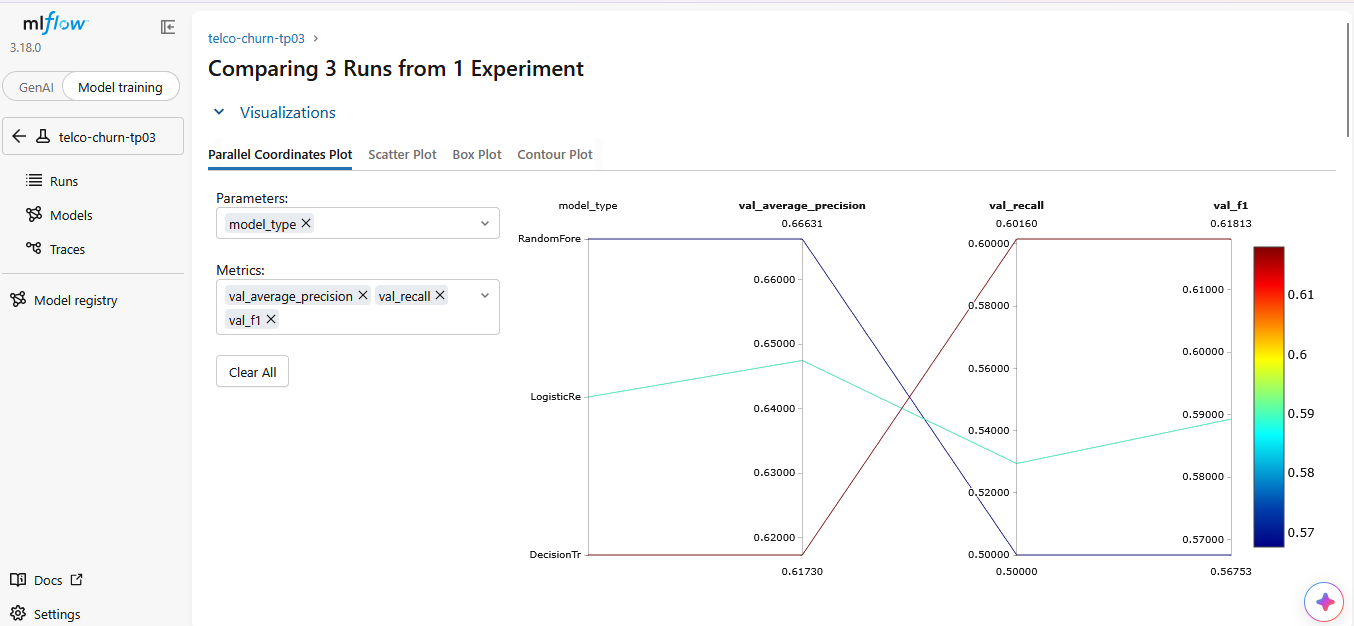 mlflow
3.18.0
GenAI Model training
telco-churn-tp03
Runs
Models
Traces
Model registry
Docs
Settings
telco-churn-tp03
Comparing 3 Runs from 1 Experiment
Visualizations
Parallel Coordinates Plot Scatter Plot Box Plot Contour Plot
Parameters:
model_type
Metrics:
val_average_precision val_recall
val_f1
Clear All
model_type val_average_precision val_recall val_f1
0.66631 0.60160 0.61813
RandomFore
LogisticRe
DecisionTr
0.66000
0.65000
0.64000
0.63000
0.62000
0.61730
0.60000
0.58000
0.56000
0.54000
0.52000
0.50000
0.50000
0.61000
0.60000
0.59000
0.58000
0.57000
0.56753
0.61
0.6
0.59
0.58
0.57